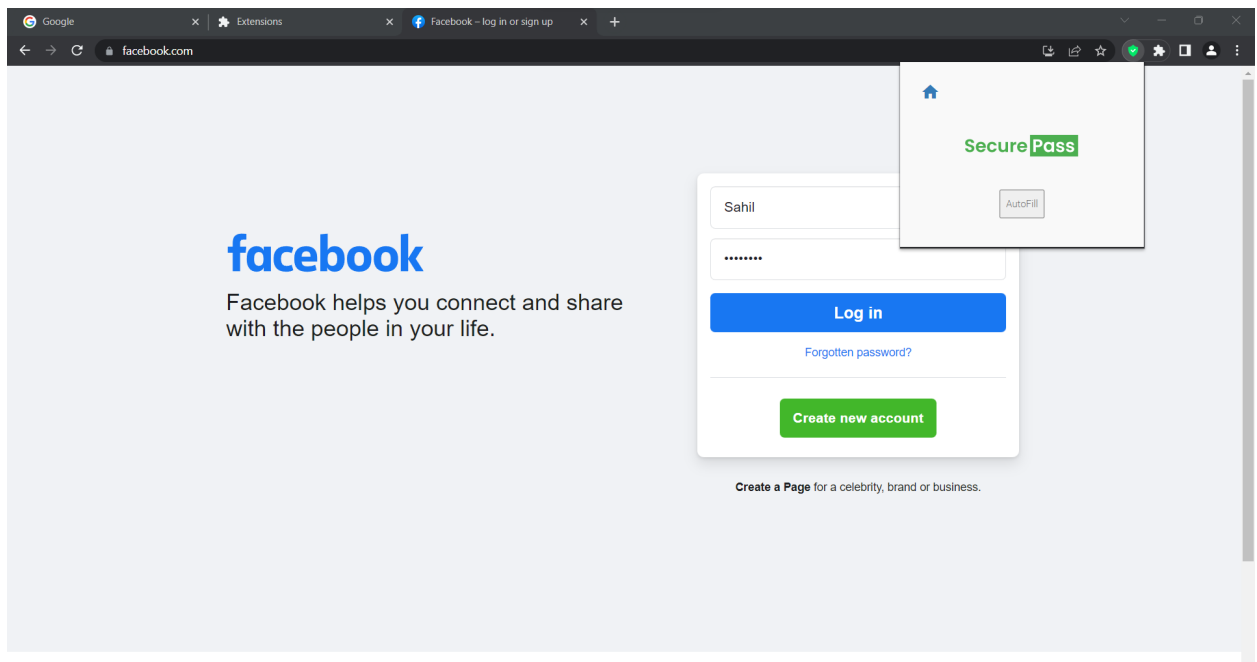 Google
Extensions
Facebook – log in or sign up
facebook.com
SecurePass
AutoFill
Sahil
••••••••
facebook
Facebook helps you connect and share
with the people in your life.
Log in
Forgotten password?
Create new account
Create a Page for a celebrity, brand or business.